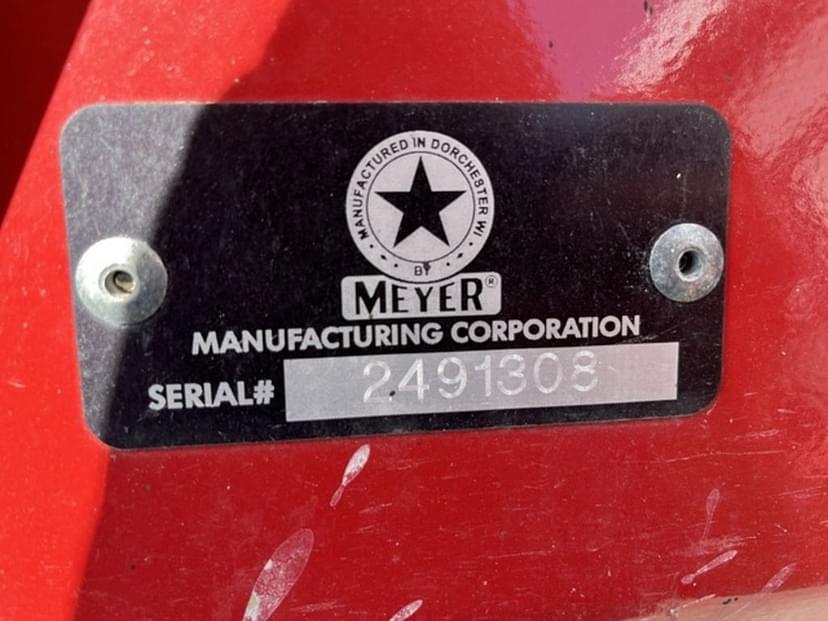 MANUFACTURED IN DORCHESTER WI
BY
MEYER®
MANUFACTURING CORPORATION
SERIAL# 2491308